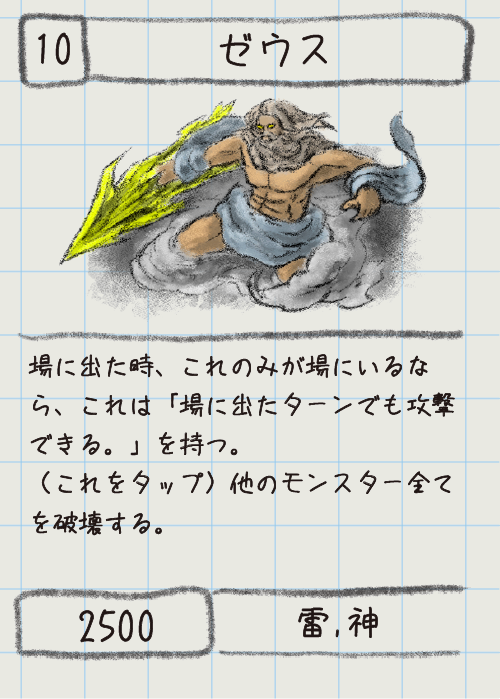 10
ゼウス
場に出た時、これのみが場にいるな
ら、これは「場に出たターンでも攻撃
できる。」を持つ。
（これをタップ）他のモンスター全て
を破壊する。
2500
雷,神